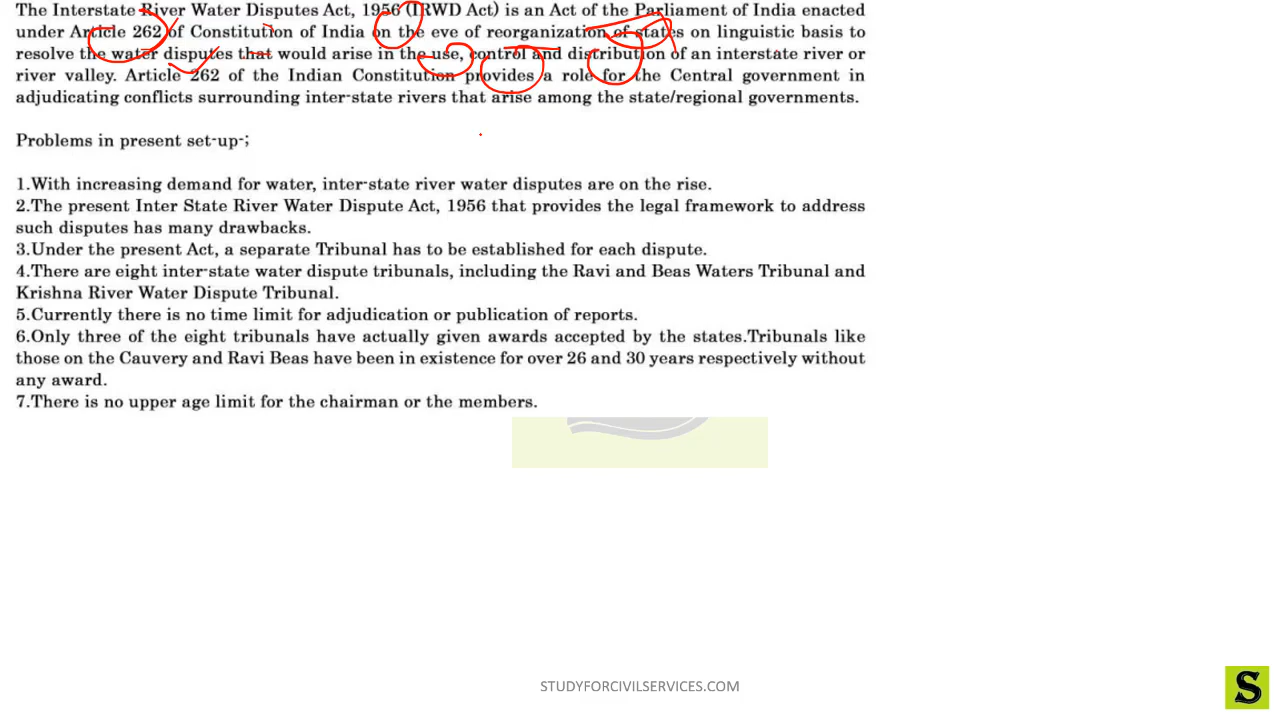 The Interstate River Water Disputes Act, 1956 (IRWD Act) is an Act of the Parliament of India enacted
under Article 262 of Constitution of India on the eve of reorganization of states on linguistic basis to
resolve the water disputes that would arise in the use, control and distribution of an interstate river or
river valley. Article 262 of the Indian Constitution provides a role for the Central government in
adjudicating conflicts surrounding inter-state rivers that arise among the state/regional governments.
Problems in present set-up-;
1.With increasing demand for water, inter-state river water disputes are on the rise.
2.The present Inter State River Water Dispute Act, 1956 that provides the legal framework to address
such disputes has many drawbacks.
3.Under the present Act, a separate Tribunal has to be established for each dispute.
4.There are eight inter-state water dispute tribunals, including the Ravi and Beas Waters Tribunal and
Krishna River Water Dispute Tribunal.
5.Currently there is no time limit for adjudication or publication of reports.
6.Only three of the eight tribunals have actually given awards accepted by the states.Tribunals like
those on the Cauvery and Ravi Beas have been in existence for over 26 and 30 years respectively without
any award.
7.There is no upper age limit for the chairman or the members.
STUDYFORCIVILSERVICES.COM
S